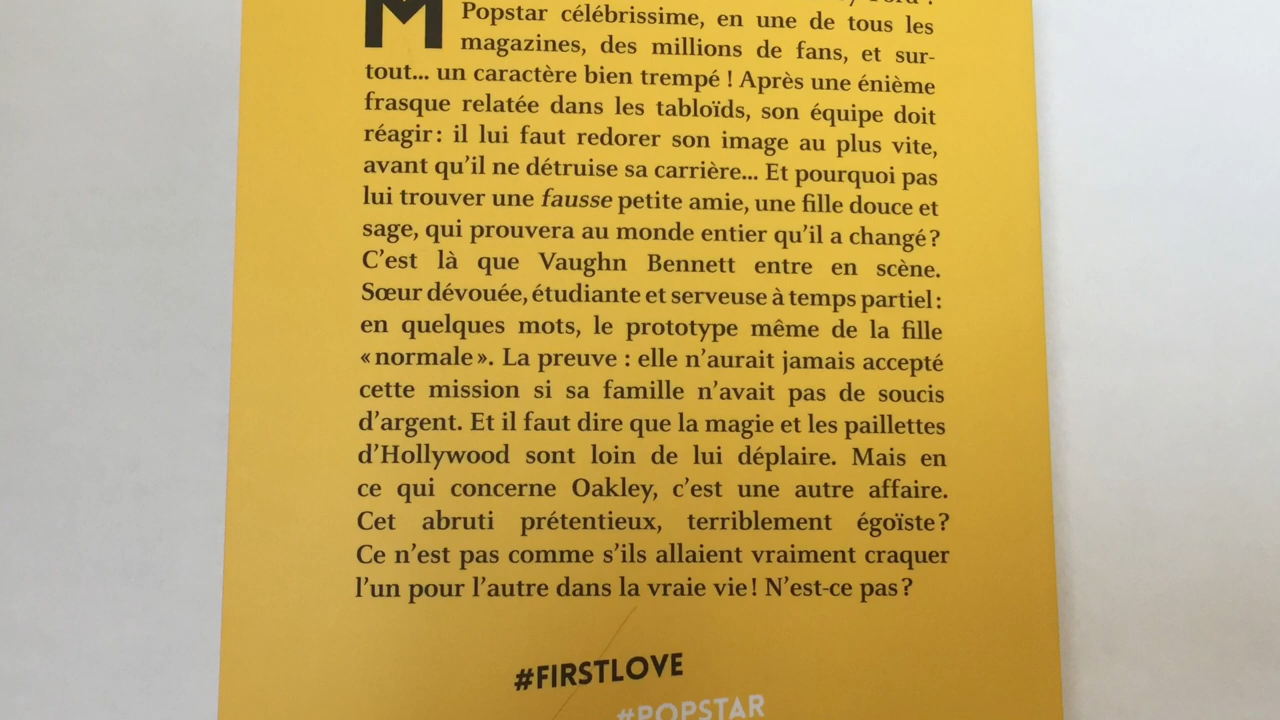 M
Popstar célébrissime, en une de tous les
magazines, des millions de fans, et sur-
tout... un caractère bien trempé ! Après une énième
frasque relatée dans les tabloïds, son équipe doit
réagir : il lui faut redorer son image au plus vite,
avant qu'il ne détruise sa carrière... Et pourquoi pas
lui trouver une fausse petite amie, une fille douce et
sage, qui prouvera au monde entier qu'il a changé ?
C'est là que Vaughn Bennett entre en scène.
Sœur dévouée, étudiante et serveuse à temps partiel :
en quelques mots, le prototype même de la fille
« normale ». La preuve : elle n'aurait jamais accepté
cette mission si sa famille n'avait pas de soucis
d'argent. Et il faut dire que la magie et les paillettes
d'Hollywood sont loin de lui déplaire. Mais en
ce qui concerne Oakley, c'est une autre affaire.
Cet abruti prétentieux, terriblement égoïste ?
Ce n'est pas comme s'ils allaient vraiment craquer
l'un pour l'autre dans la vraie vie ! N'est-ce pas ?
#FIRSTLOVE
#POPSTAR